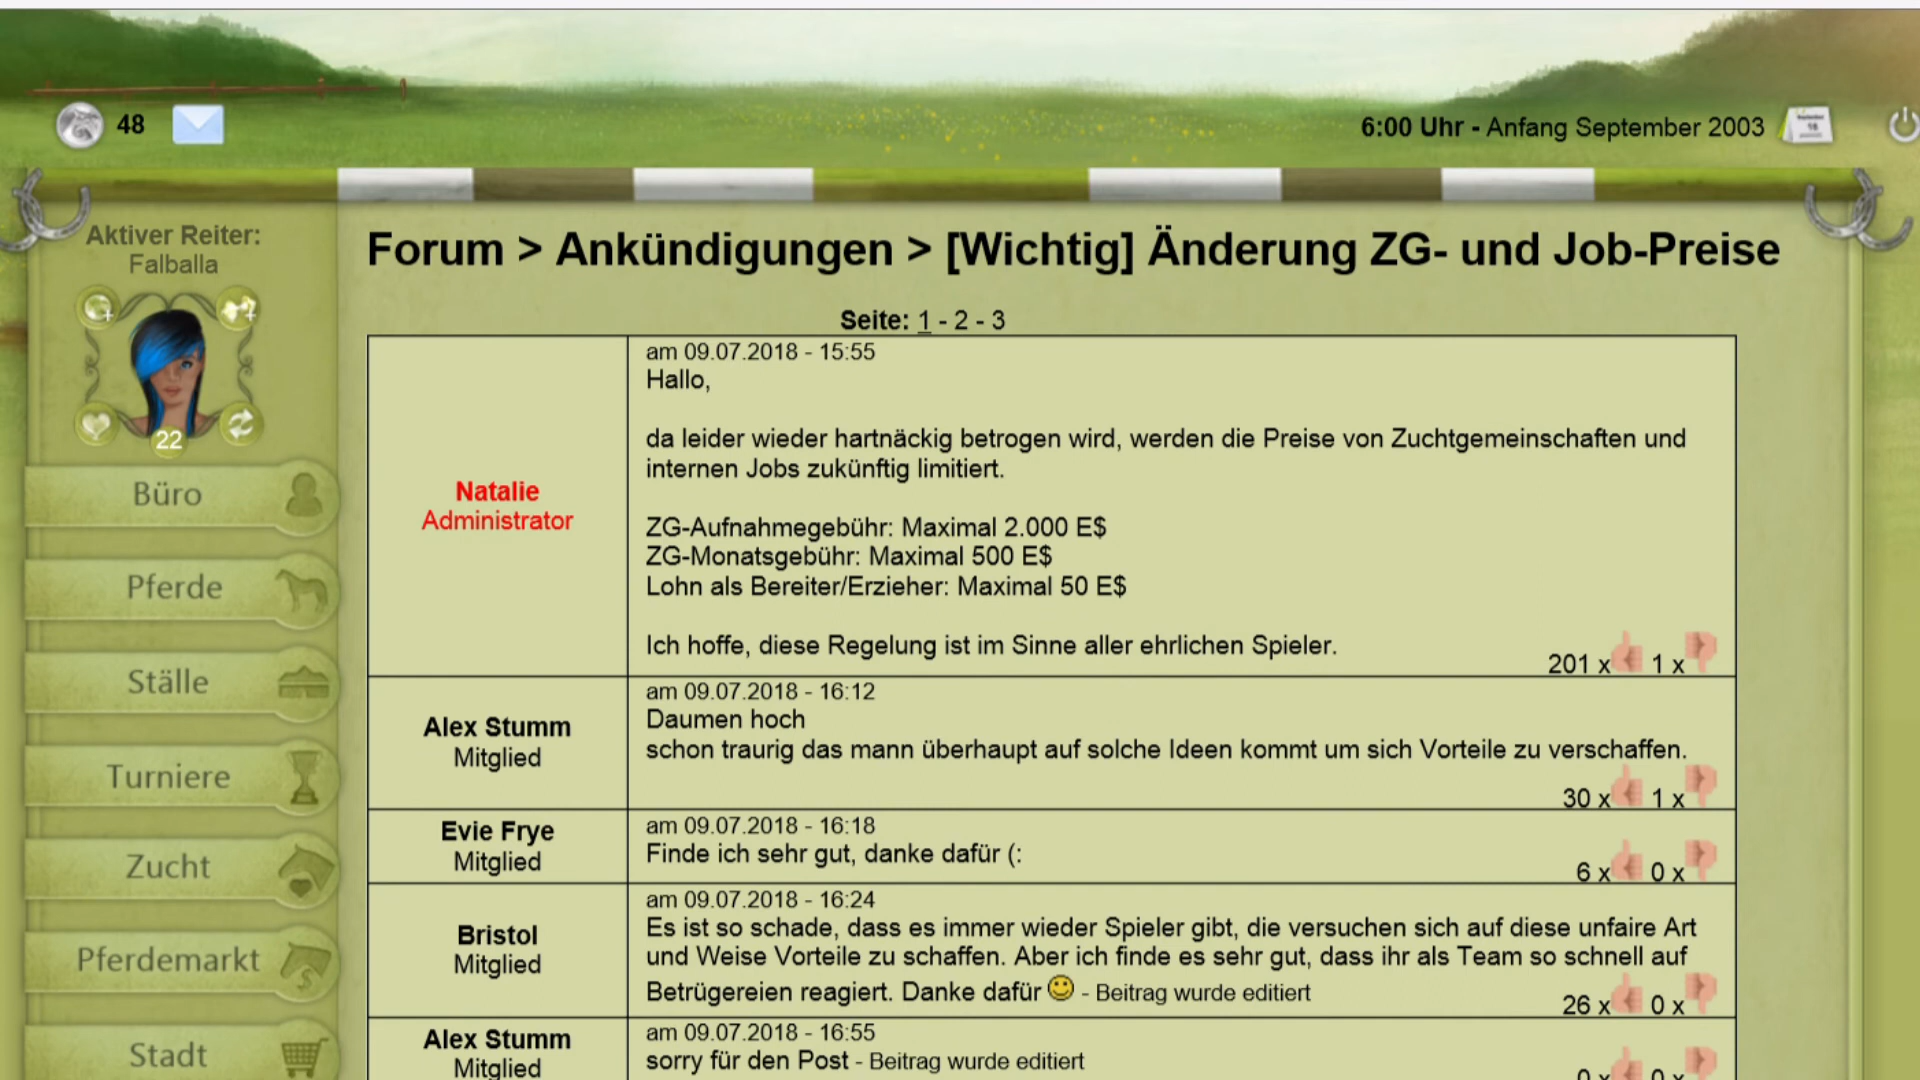 48
6:00 Uhr - Anfang September 2003
Aktiver Reiter:
Falballa
22
Büro
Pferde
Ställe
Turniere
Zucht
Pferdemarkt
Stadt
Forum > Ankündigungen > [Wichtig] Änderung ZG- und Job-Preise
Seite: 1 - 2 - 3
Natalie
Administrator
am 09.07.2018 - 15:55
Hallo,
da leider wieder hartnäckig betrogen wird, werden die Preise von Zuchtgemeinschaften und
internen Jobs zukünftig limitiert.
ZG-Aufnahmegebühr: Maximal 2.000 E$
ZG-Monatsgebühr: Maximal 500 E$
Lohn als Bereiter/Erzieher: Maximal 50 E$
Ich hoffe, diese Regelung ist im Sinne aller ehrlichen Spieler.
201 x 1 x
Alex Stumm
Mitglied
am 09.07.2018 - 16:12
Daumen hoch
schon traurig das mann überhaupt auf solche Ideen kommt um sich Vorteile zu verschaffen.
30 x 1 x
Evie Frye
Mitglied
am 09.07.2018 - 16:18
Finde ich sehr gut, danke dafür (:
6 x 0 x
Bristol
Mitglied
am 09.07.2018 - 16:24
Es ist so schade, dass es immer wieder Spieler gibt, die versuchen sich auf diese unfaire Art
und Weise Vorteile zu schaffen. Aber ich finde es sehr gut, dass ihr als Team so schnell auf
Betrügereien reagiert. Danke dafür - Beitrag wurde editiert
26 x 0 x
Alex Stumm
Mitglied
am 09.07.2018 - 16:55
sorry für den Post - Beitrag wurde editiert
0 x 0 x